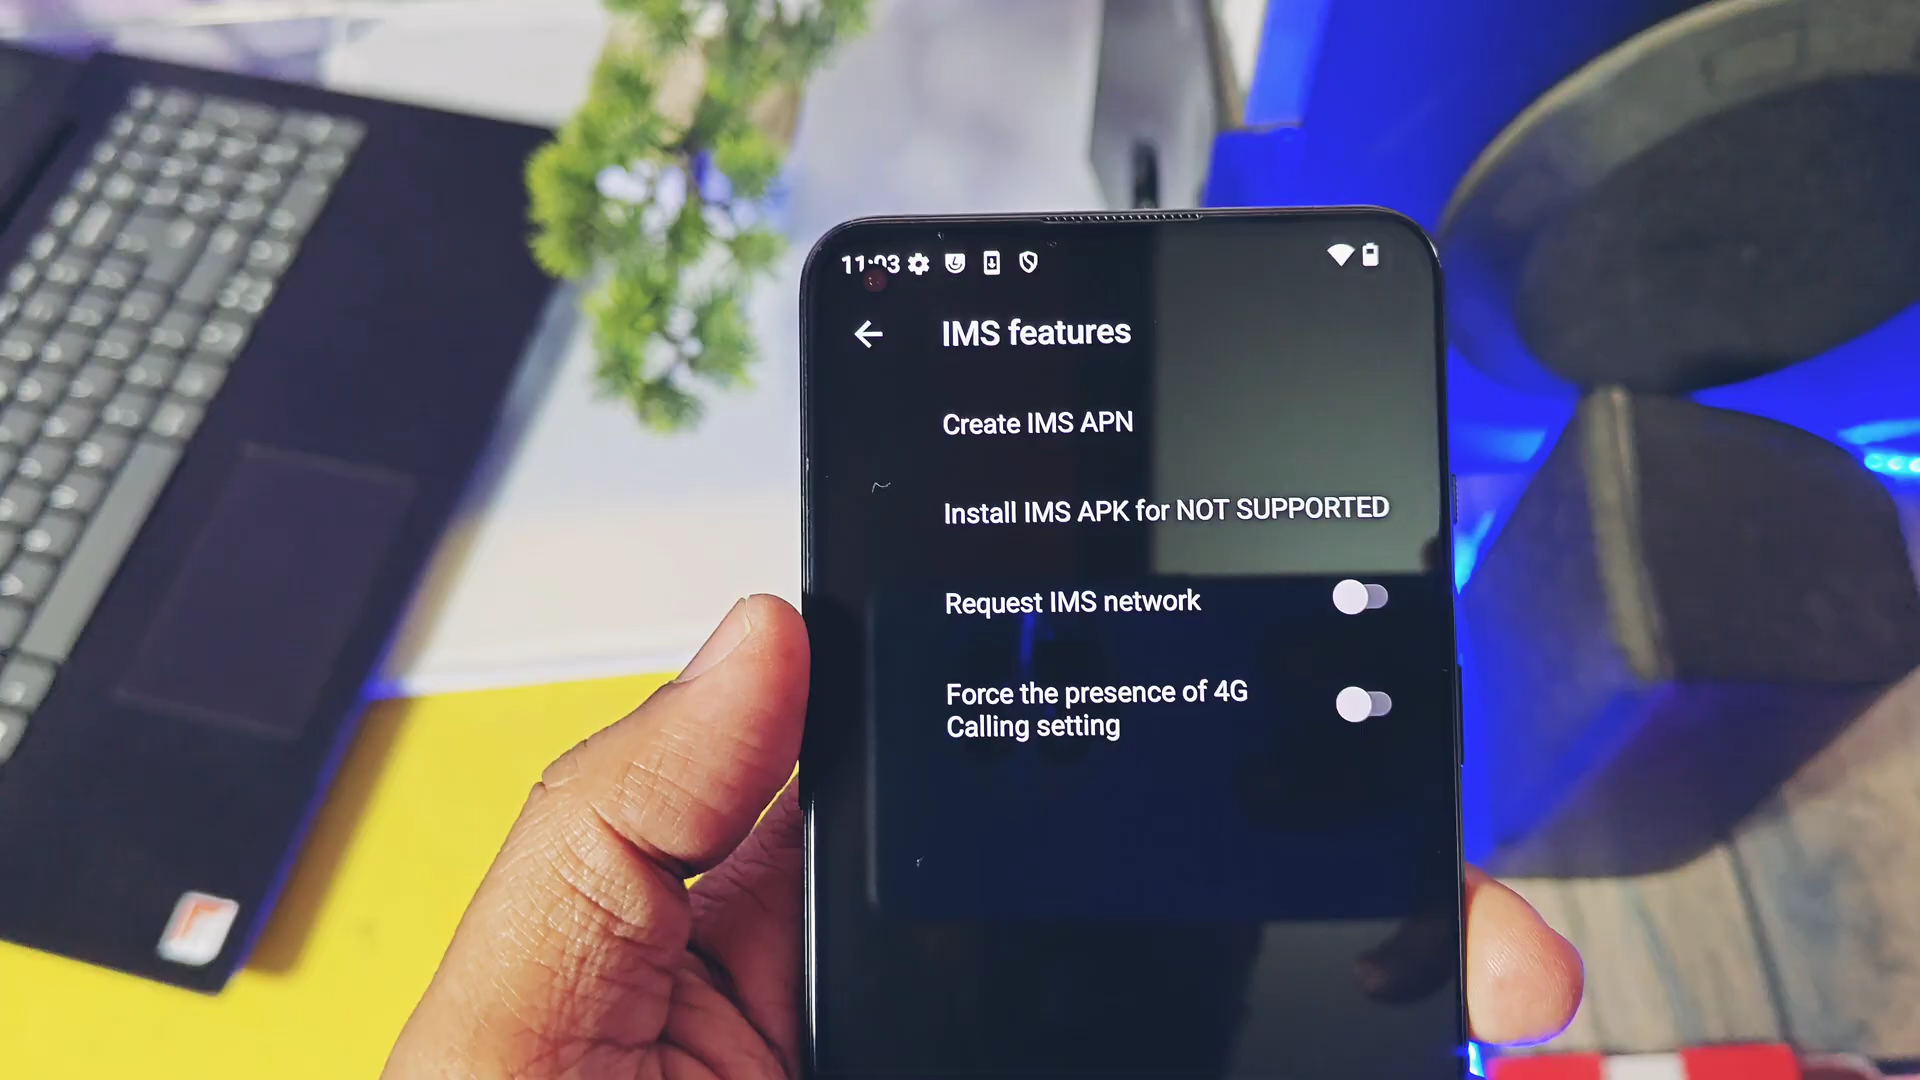 11:03
IMS features
Create IMS APN
Install IMS APK for NOT SUPPORTED
Request IMS network
Force the presence of 4G
Calling setting